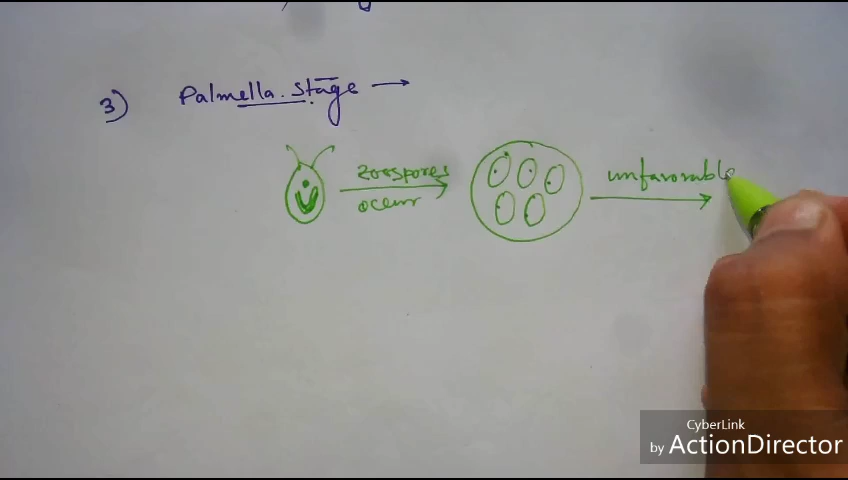 3) Palmella. stage →
zoospores
occur
unfavorable
CyberLink
by ActionDirector